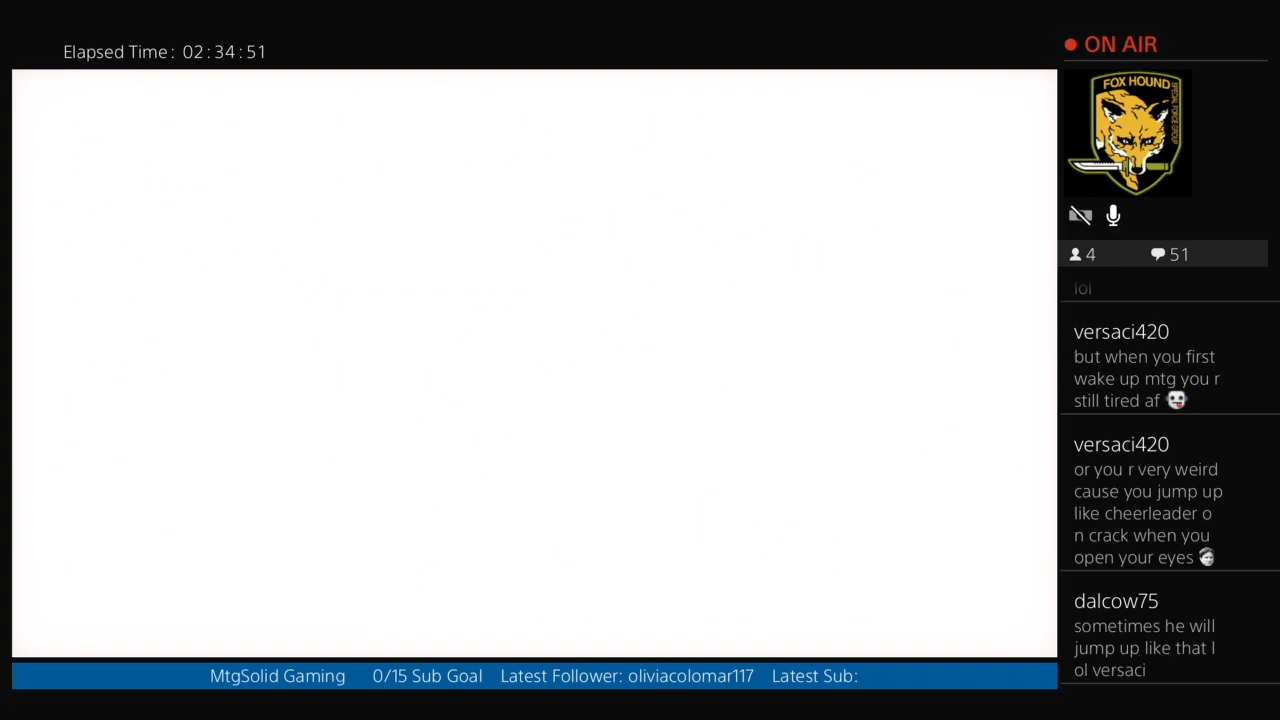 Elapsed Time: 02:34:51
ON AIR
FOX HOUND
SPECIAL FORCE GROUP
4 51
lol
versaci420
but when you first
wake up mtg you r
still tired af
versaci420
or you r very weird
cause you jump up
like cheerleader o
n crack when you
open your eyes
dalcow75
sometimes he will
jump up like that l
ol versaci
MtgSolid Gaming 0/15 Sub Goal Latest Follower: oliviacolomar117 Latest Sub: